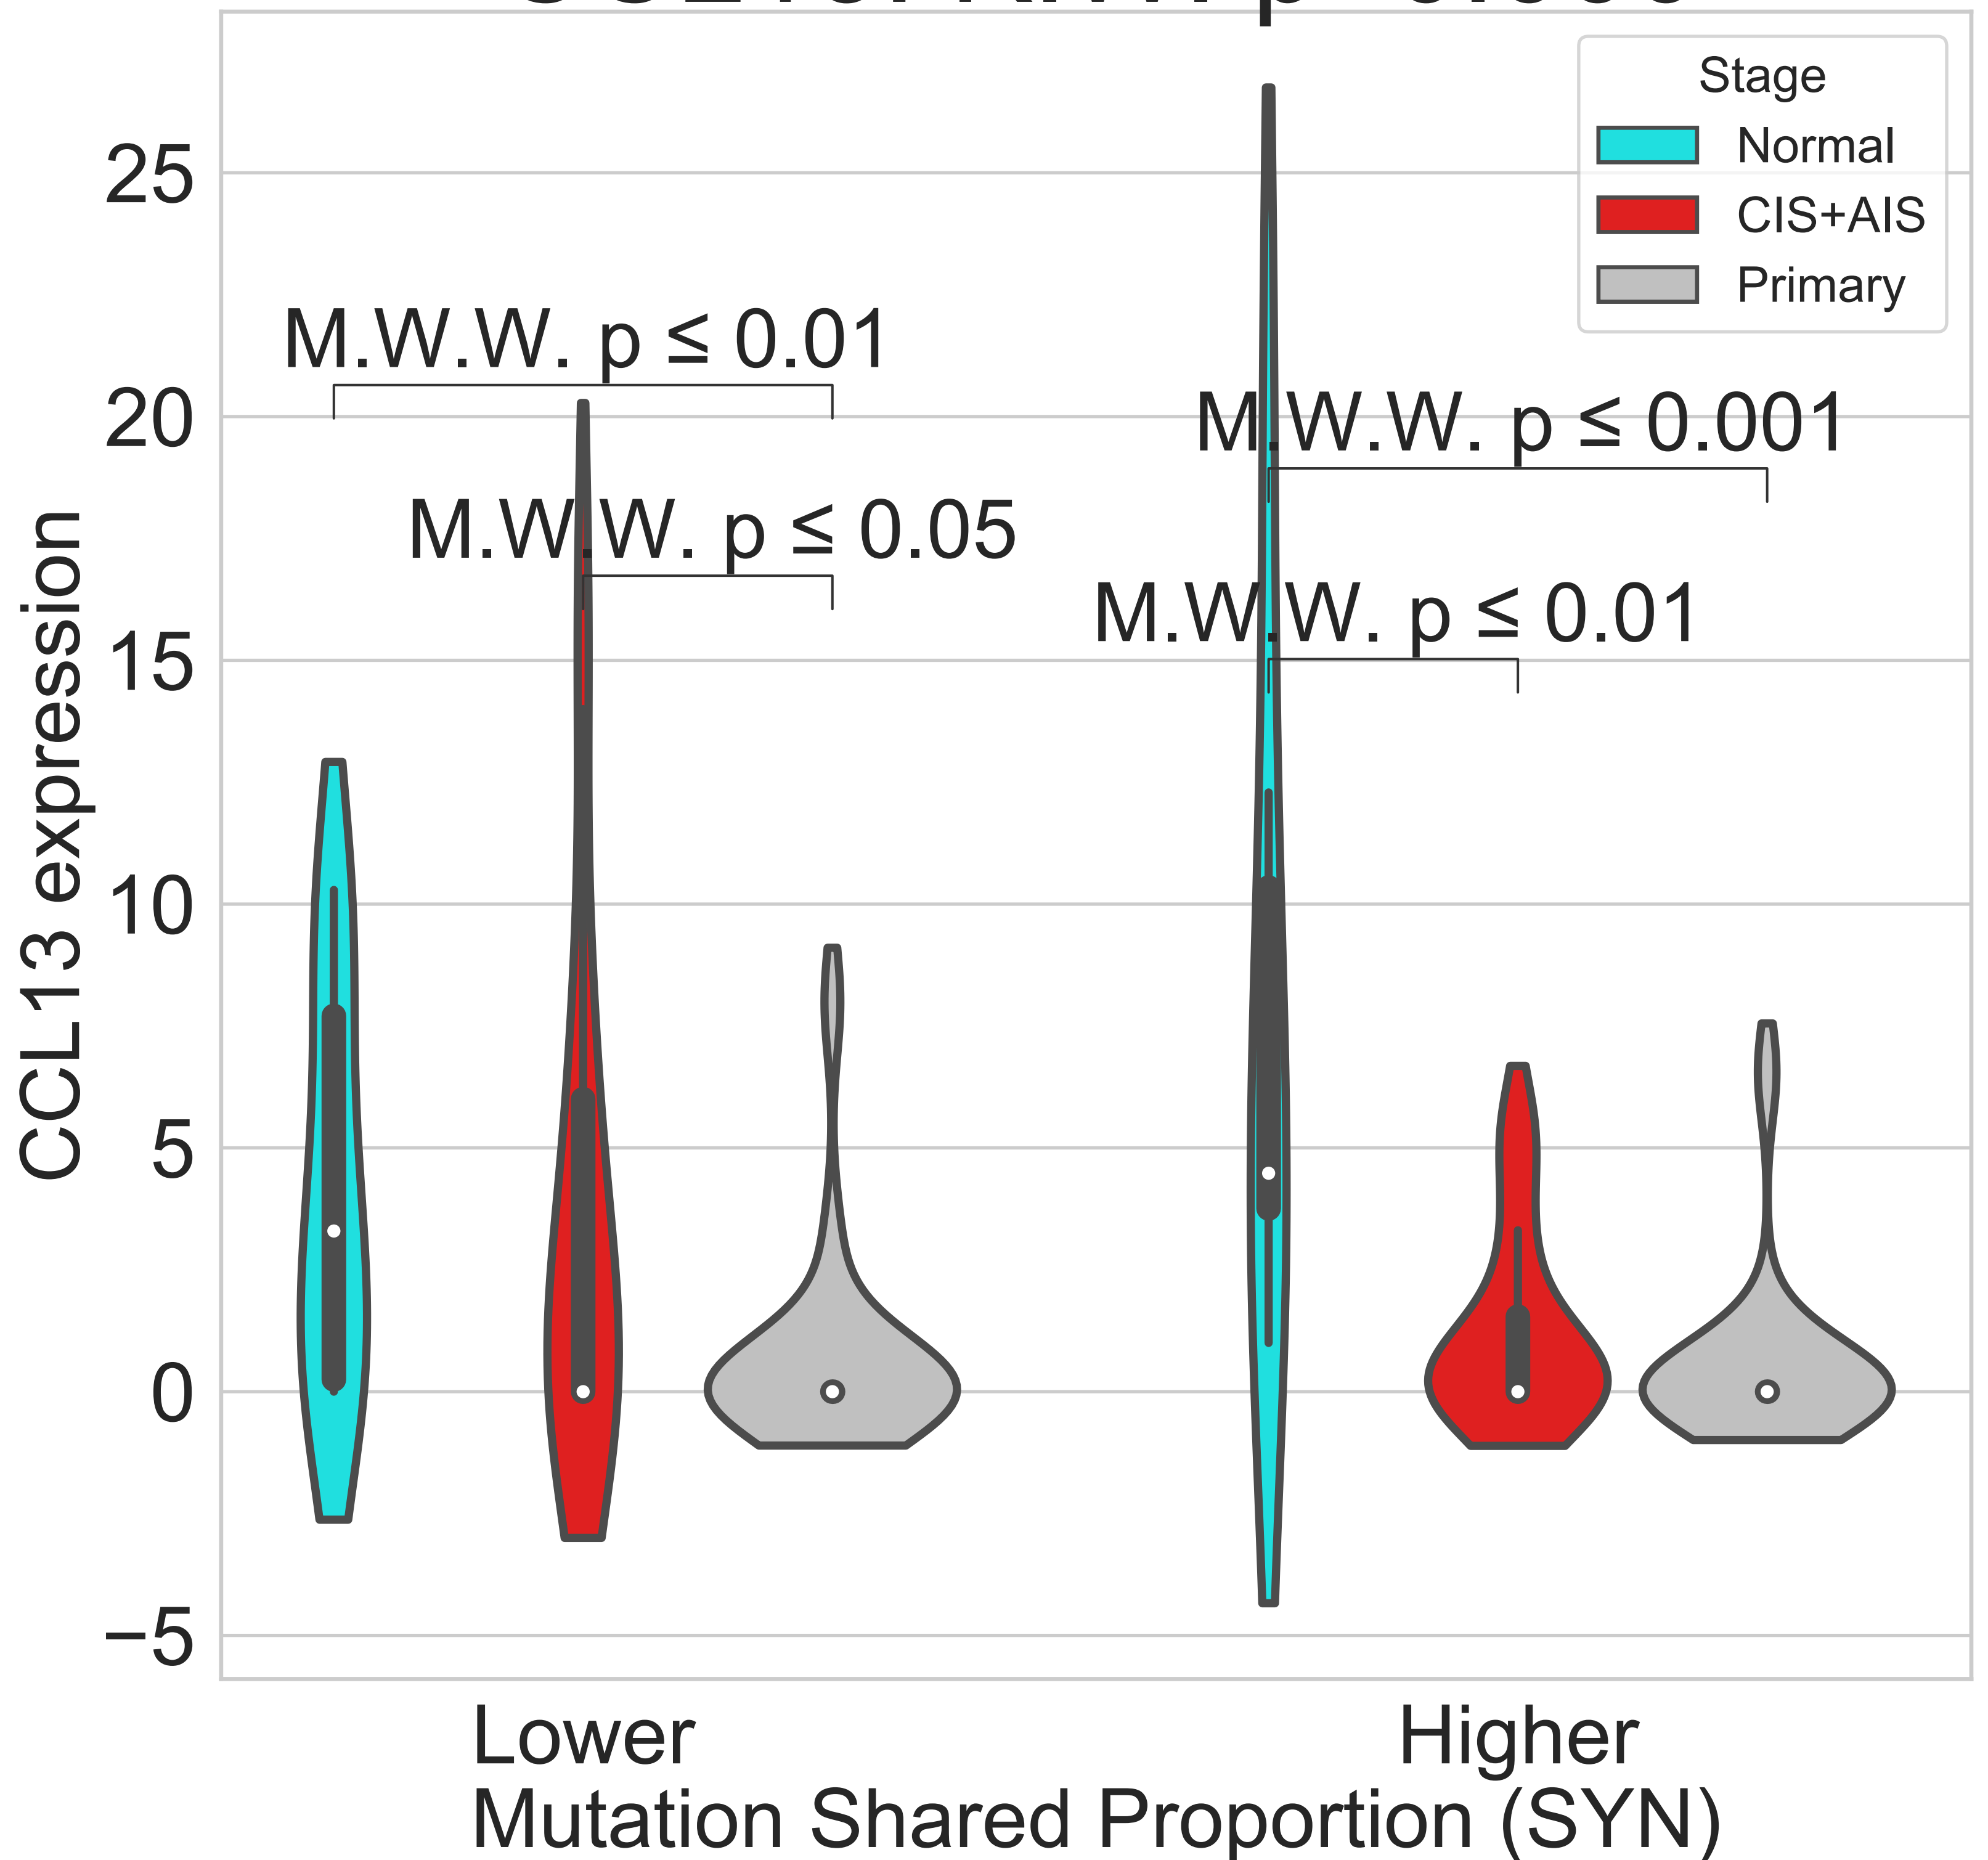 Stage
Normal
CIS+AIS
Primary
25
20
15
10
5
0
−5
CCL13 expression
M.W.W. p ≤ 0.01
M.W.W. p ≤ 0.05
M.W.W. p ≤ 0.001
M.W.W. p ≤ 0.01
Lower
Higher
Mutation Shared Proportion (SYN)